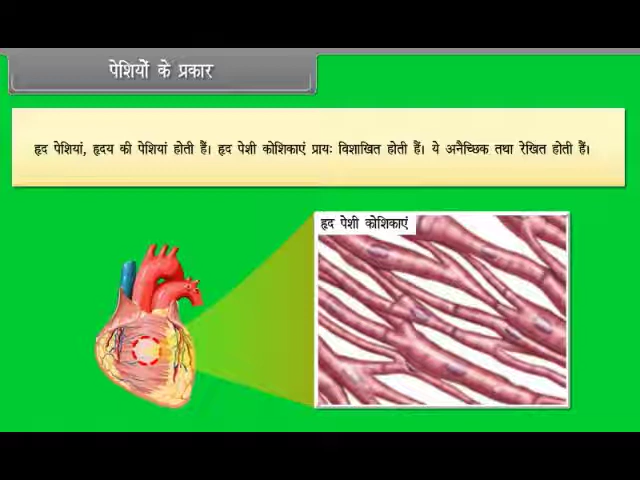 पेशियों के प्रकार
हृद पेशियां, हृदय की पेशियां होती हैं। हृद पेशी कोशिकाएं प्रायः विशाखित होती हैं। ये अनैच्छिक तथा रेखित होती हैं।
हृद पेशी कोशिकाएं